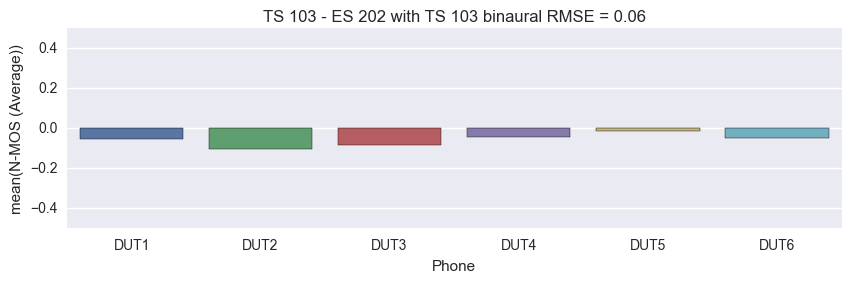 TS 103 - ES 202 with TS 103 binaural RMSE = 0.06
mean(N-MOS (Average))
0.4
0.2
0.0
−0.2
−0.4
DUT1 DUT2 DUT3 DUT4 DUT5 DUT6
Phone